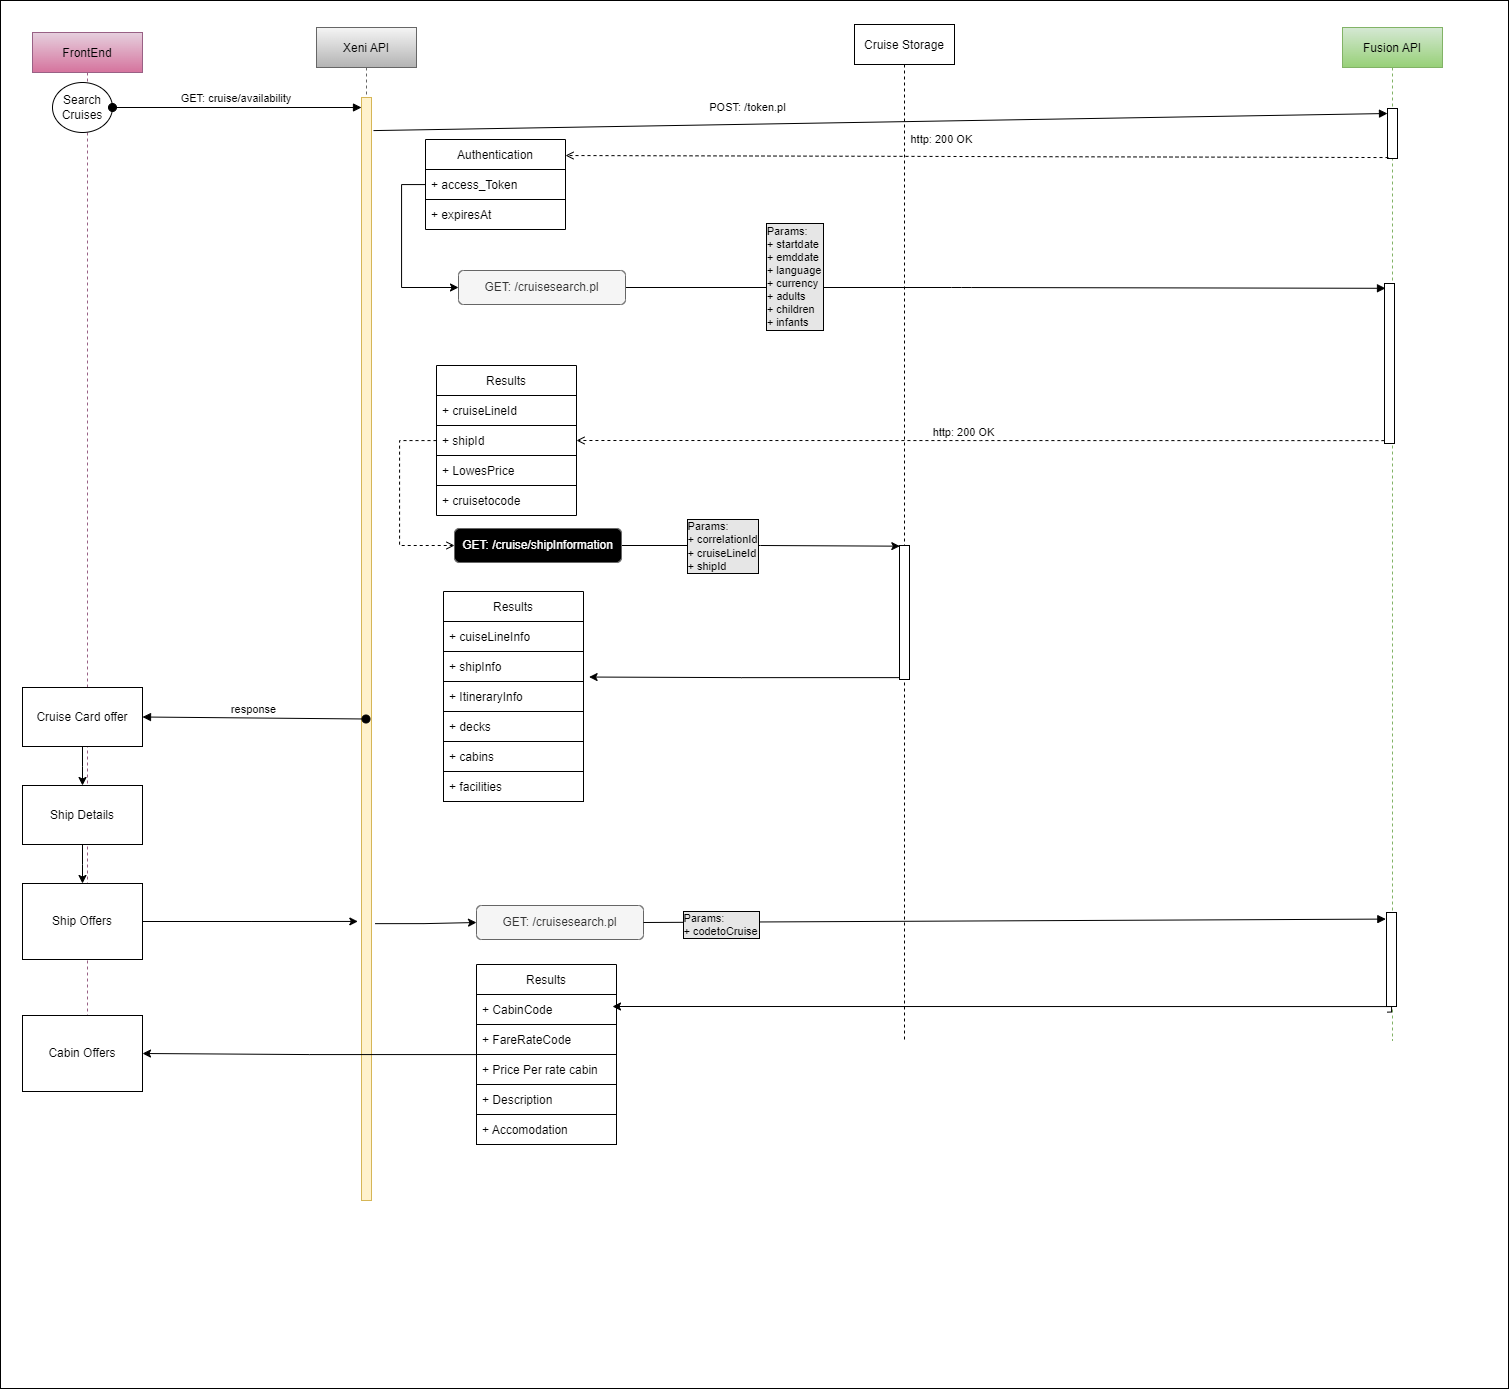 FrontEnd
Xeni API
Cruise Storage
Fusion API
Search
Cruises
GET: cruise/availability
POST: /token.pl
http: 200 OK
Authentication
+ access_Token
+ expiresAt
GET: /cruisesearch.pl
Params:
+ startdate
+ emddate
+ language
+ currency
+ adults
+ children
+ infants
Results
+ cruiseLineId
+ shipId
+ LowesPrice
+ cruisetocode
http: 200 OK
GET: /cruise/shipInformation
Params:
+ correlationId
+ cruiseLineId
+ shipId
Results
+ cuiseLineInfo
+ shipInfo
+ ItineraryInfo
+ decks
+ cabins
+ facilities
response
Cruise Card offer
Ship Details
Ship Offers
GET: /cruisesearch.pl
Params:
+ codetoCruise
Results
+ CabinCode
+ FareRateCode
+ Price Per rate cabin
+ Description
+ Accomodation
Cabin Offers